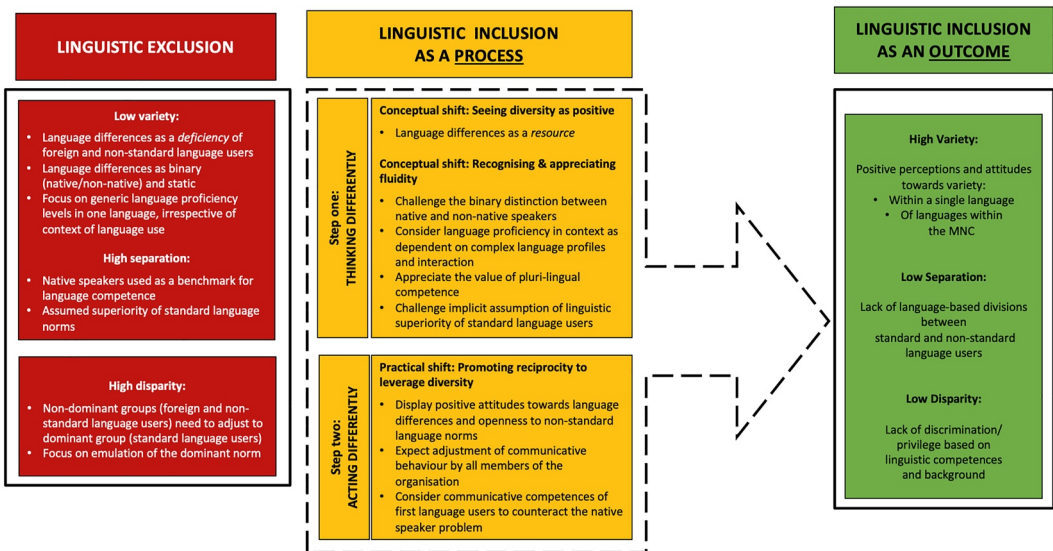 LINGUISTIC EXCLUSION
Low variety:
• Language differences as a deficiency of
foreign and non-standard language users
• Language differences as binary
(native/non-native) and static
• Focus on generic language proficiency
levels in one language, irrespective of
context of language use
High separation:
• Native speakers used as a benchmark for
language competence
• Assumed superiority of standard language
norms
High disparity:
• Non-dominant groups (foreign and non-
standard language users) need to adjust to
dominant group (standard language users)
• Focus on emulation of the dominant norm
LINGUISTIC INCLUSION
AS A PROCESS
Step one:
THINKING DIFFERENTLY
Conceptual shift: Seeing diversity as positive
• Language differences as a resource
Conceptual shift: Recognising & appreciating
fluidity
• Challenge the binary distinction between
native and non-native speakers
• Consider language proficiency in context as
dependent on complex language profiles
and interaction
• Appreciate the value of pluri-lingual
competence
• Challenge implicit assumption of linguistic
superiority of standard language users
Step two:
ACTING DIFFERENTLY
Practical shift: Promoting reciprocity to
leverage diversity
• Display positive attitudes towards language
differences and openness to non-standard
language norms
• Expect adjustment of communicative
behaviour by all members of the
organisation
• Consider communicative competences of
first language users to counteract the native
speaker problem
LINGUISTIC INCLUSION
AS AN OUTCOME
High Variety:
Positive perceptions and attitudes
towards variety:
• Within a single language
• Of languages within
the MNC
Low Separation:
Lack of language-based divisions
between
standard and non-standard
language users
Low Disparity:
Lack of discrimination/
privilege based on
linguistic competences
and background